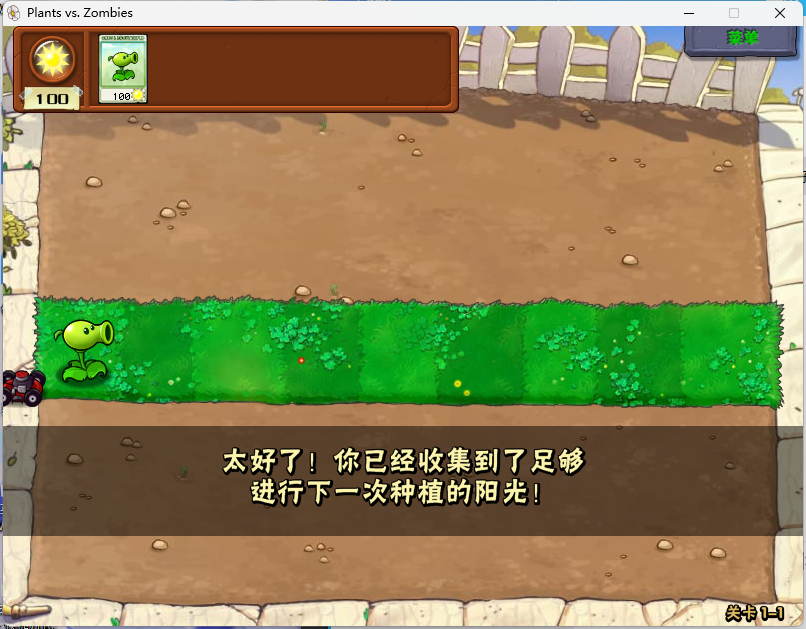 Plants vs. Zombies
菜单
100
100
太好了！你已经收集到了足够
进行下一次种植的阳光！
关卡 1-1